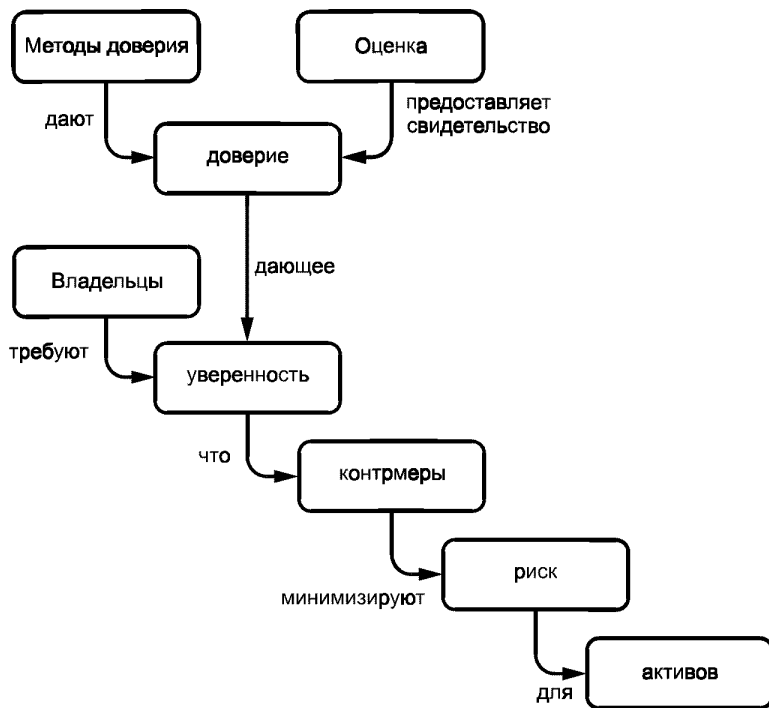 Методы доверия
Оценка
дают
предоставляет
свидетельство
доверие
дающее
Владельцы
требуют
уверенность
что
контрмеры
минимизируют
риск
для
активов